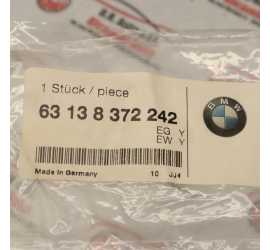 1 Stück / piece
63 13 8 372 242
EG Y
EW Y
BMW
Made in Germany 10 JJ4